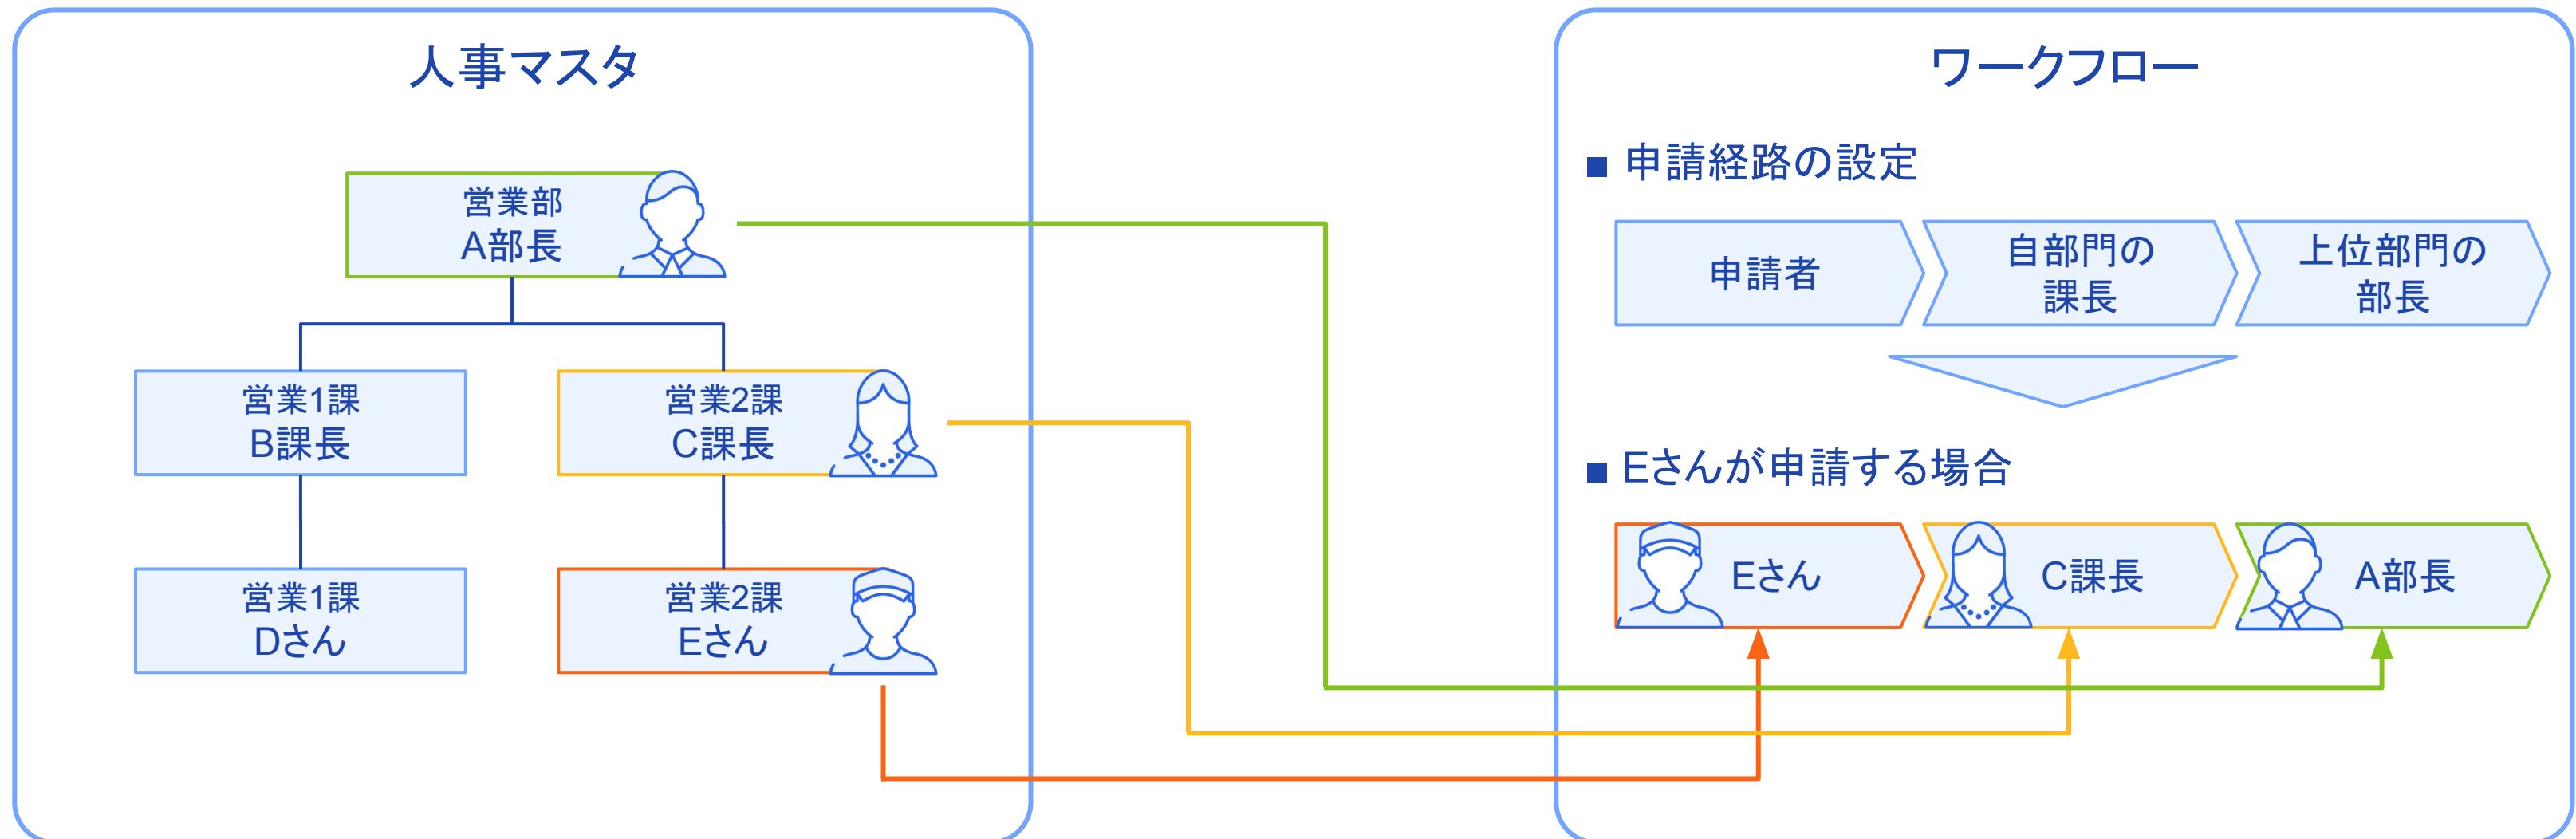 人事マスタ
営業部
A部長
営業1課
B課長
営業2課
C課長
営業1課
Dさん
営業2課
Eさん
ワークフロー
■ 申請経路の設定
申請者
自部門の
課長
上位部門の
部長
■ Eさんが申請する場合
Eさん
C課長
A部長